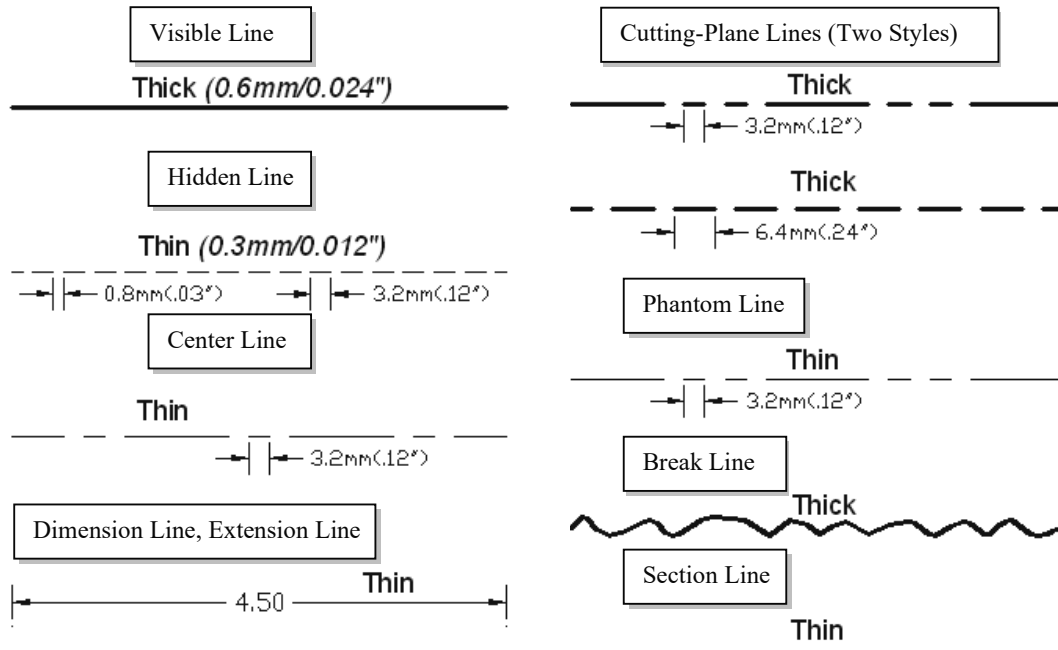 Visible Line
Thick (0.6mm/0.024")
Hidden Line
Thin (0.3mm/0.012")
0.8mm(.03")
3.2mm(.12")
Center Line
Thin
3.2mm(.12")
Dimension Line, Extension Line
Thin
4.50
Cutting-Plane Lines (Two Styles)
Thick
3.2mm(.12")
Thick
6.4mm(.24")
Phantom Line
Thin
3.2mm(.12")
Break Line
Thick
Section Line
Thin